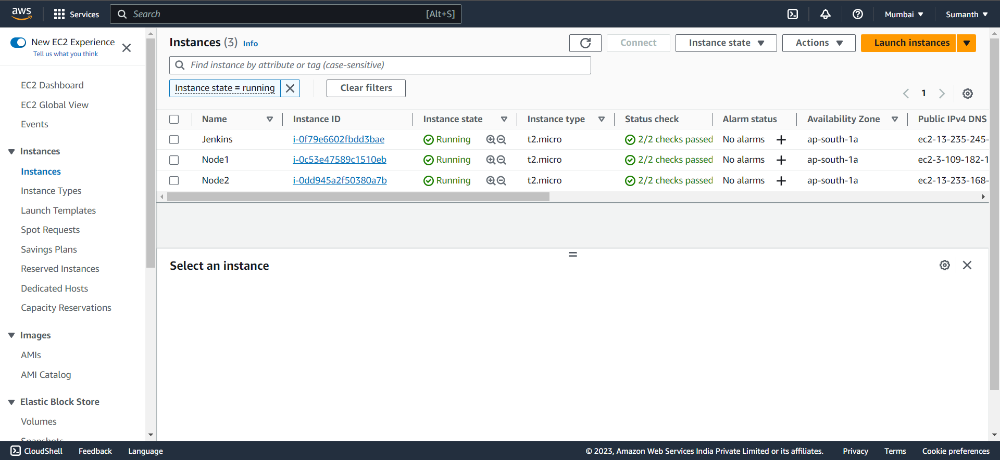 aws Services Search [Alt+S] Mumbai Sumanth
New EC2 Experience
Tell us what you think
EC2 Dashboard
EC2 Global View
Events
Instances
Instances
Instance Types
Launch Templates
Spot Requests
Savings Plans
Reserved Instances
Dedicated Hosts
Capacity Reservations
Images
AMIs
AMI Catalog
Elastic Block Store
Volumes
Snapshots
Instances (3) Info Connect Instance state Actions Launch instances
Find instance by attribute or tag (case-sensitive)
Instance state = running Clear filters
1
Name Instance ID Instance state Instance type Status check Alarm status Availability Zone Public IPv4 DNS
Jenkins i-0f79e6602fbdd3bae Running t2.micro 2/2 checks passed No alarms + ap-south-1a ec2-13-235-245-
Node1 i-0c53e47589c1510eb Running t2.micro 2/2 checks passed No alarms + ap-south-1a ec2-3-109-182-1
Node2 i-0dd945a2f50380a7b Running t2.micro 2/2 checks passed No alarms + ap-south-1a ec2-13-233-168-
Select an instance
CloudShell Feedback Language © 2023, Amazon Web Services India Private Limited or its affiliates. Privacy Terms Cookie preferences